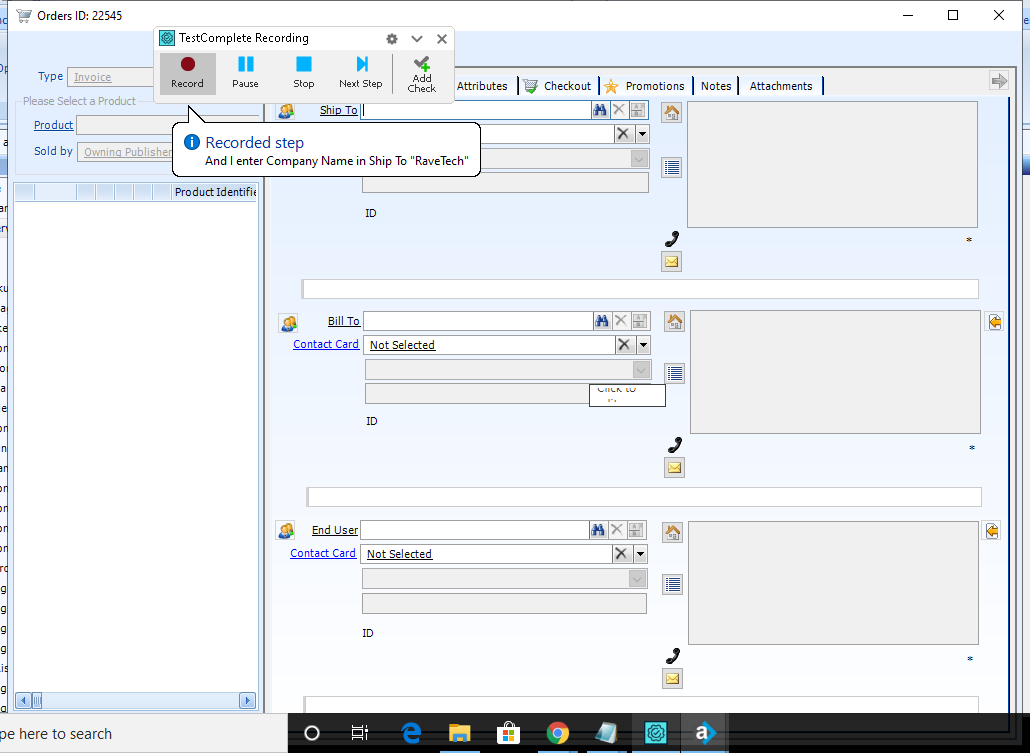 Orders ID: 22545
TestComplete Recording
Record
Pause
Stop
Next Step
Add
Check
Type
Invoice
Attributes
Checkout
Promotions
Notes
Attachments
Please Select a Product
Product
Sold by
Owning Publisher
Recorded step
And I enter Company Name in Ship To "RaveTech"
Product Identifie
Ship To
ID
*
Bill To
Contact Card
Not Selected
Click to
ID
*
End User
Contact Card
Not Selected
ID
*
pe here to search